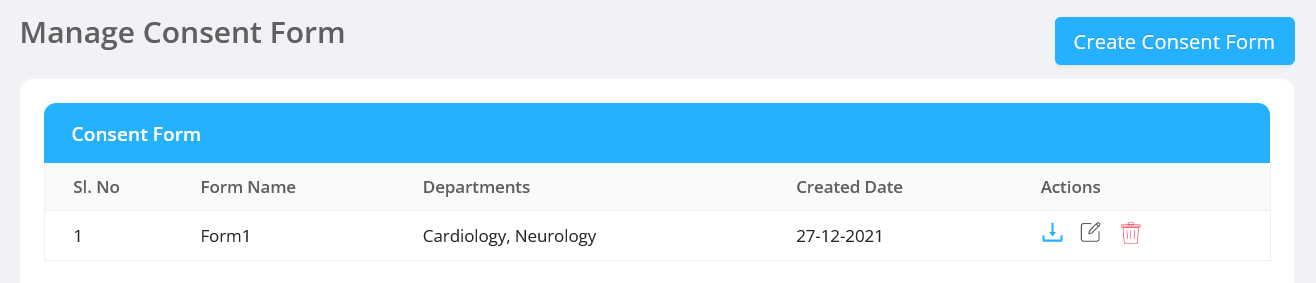 Manage Consent Form
Create Consent Form
Consent Form
Sl. No Form Name Departments Created Date Actions
1 Form1 Cardiology, Neurology 27-12-2021